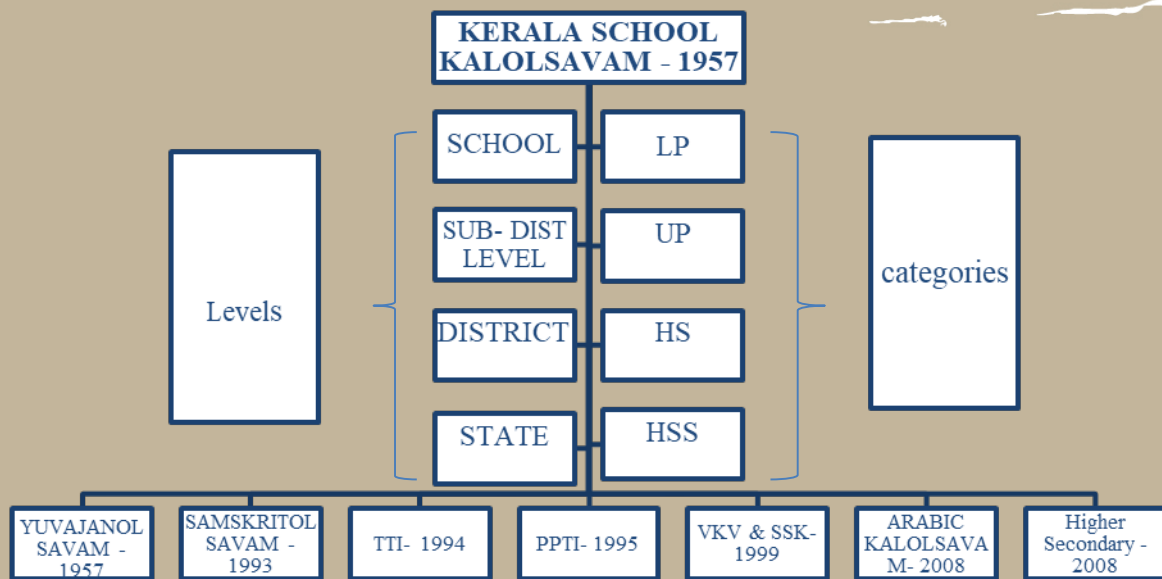 KERALA SCHOOL
KALOLSAVAM - 1957
SCHOOL
LP
SUB- DIST
LEVEL
UP
Levels
categories
DISTRICT
HS
STATE
HSS
YUVAJANOL
SAVAM -
1957
SAMSKRITOL
SAVAM -
1993
TTI- 1994
PPTI- 1995
VKV & SSK-
1999
ARABIC
KALOLSAVA
M- 2008
Higher
Secondary -
2008